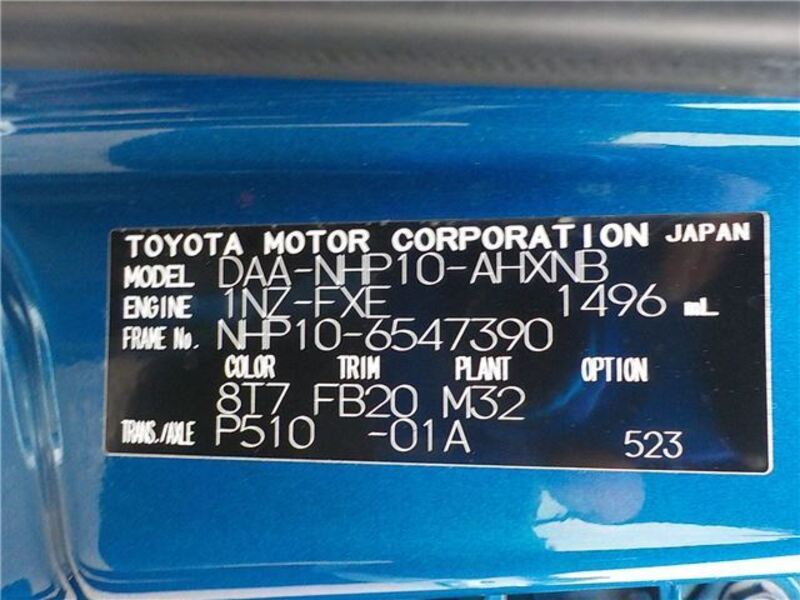 TOYOTA MOTOR CORPORATION JAPAN
MODEL DAA-NHP10-AHXNB
ENGINE 1NZ-FXE 1496 mL
FRAME No. NHP10-6547390
COLOR TRIM PLANT OPTION
8T7 FB20 M32
TRANS./AXLE P510 -01A 523